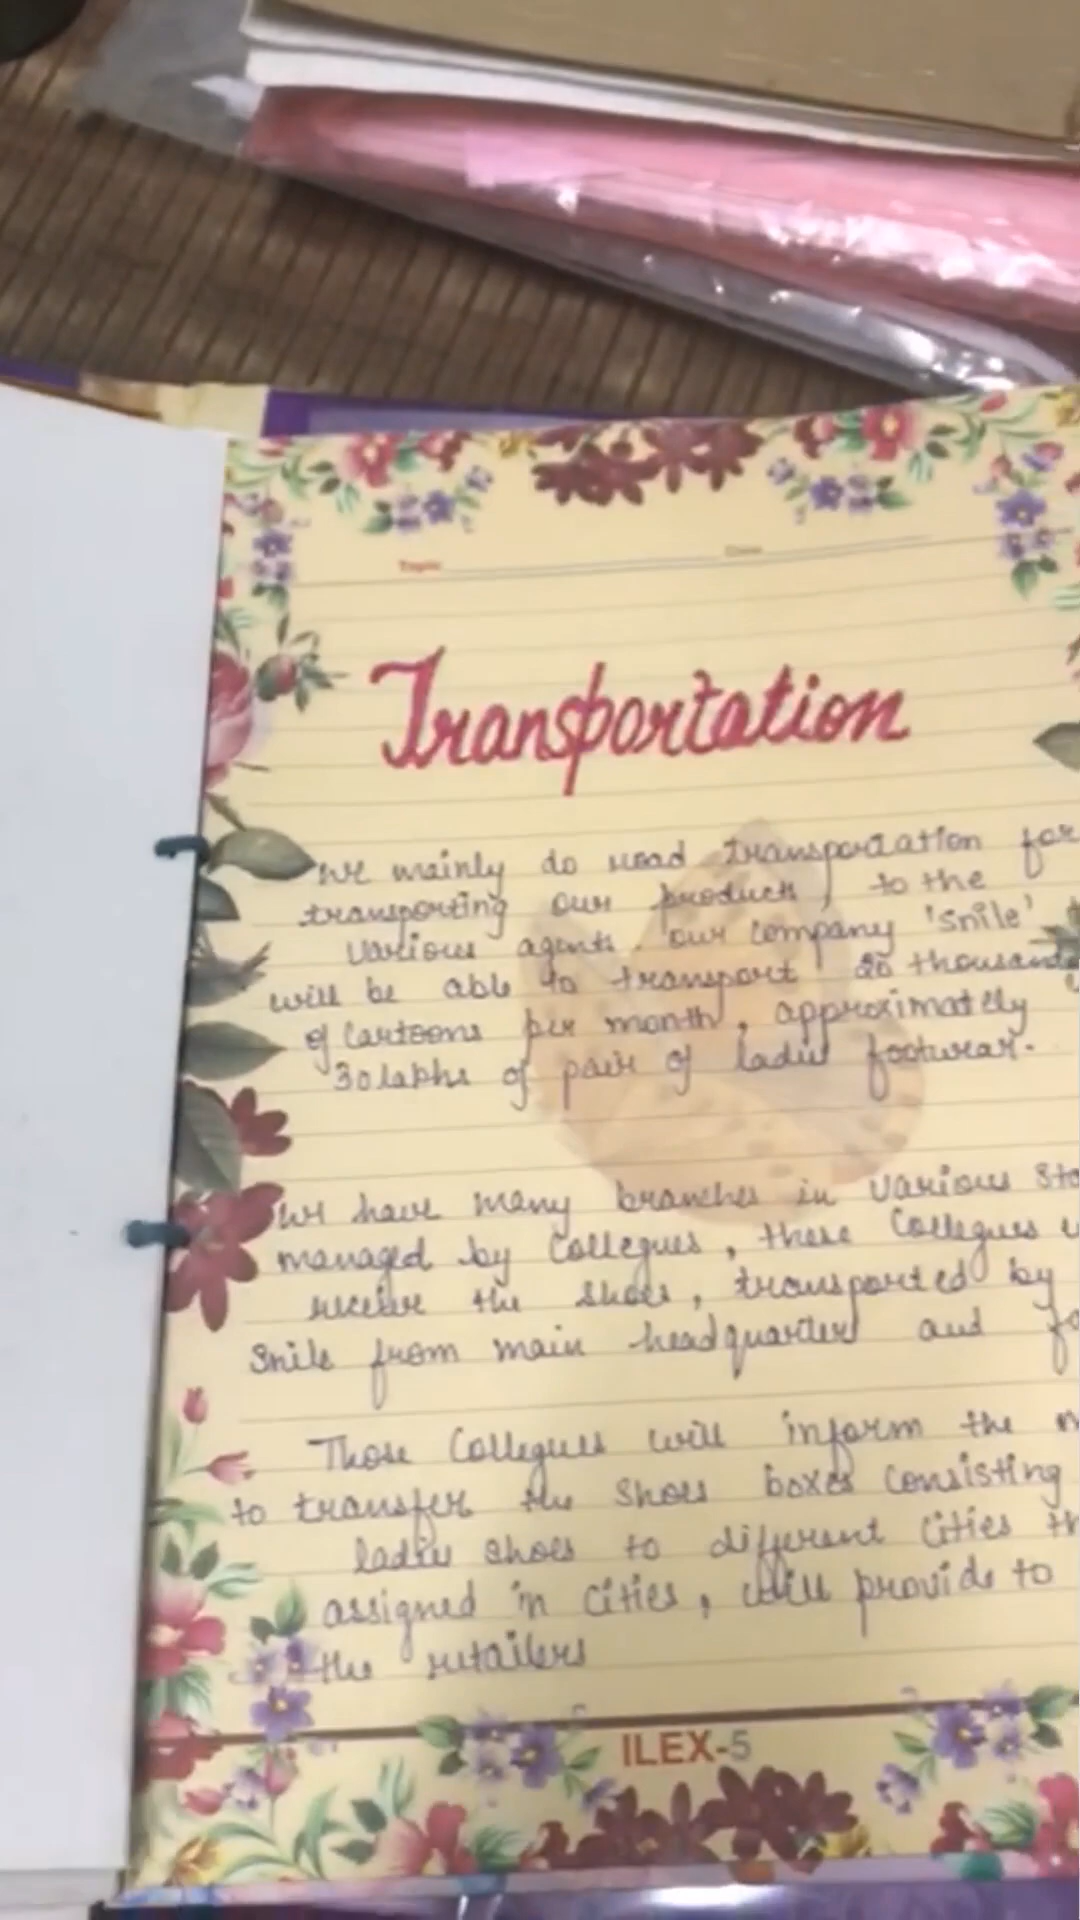 Topic Date
Transportation
we mainly do road transportation for
transporting our product, to the
various agents. our company 'Snile'
will be able to transport 20 thousand
of Cartoons per month, approximately
30 lakhs of pair of ladies footwear.
we have many branches in various
managed by Collegues, these Collegues
receive the shoes, transported by
Snile from main headquarter and
Those Collegues will inform the
to transfer the shoes boxes Consisting
ladies shoes to different Cities
assigned in Cities, will provide to
the retailers
ILEX-5